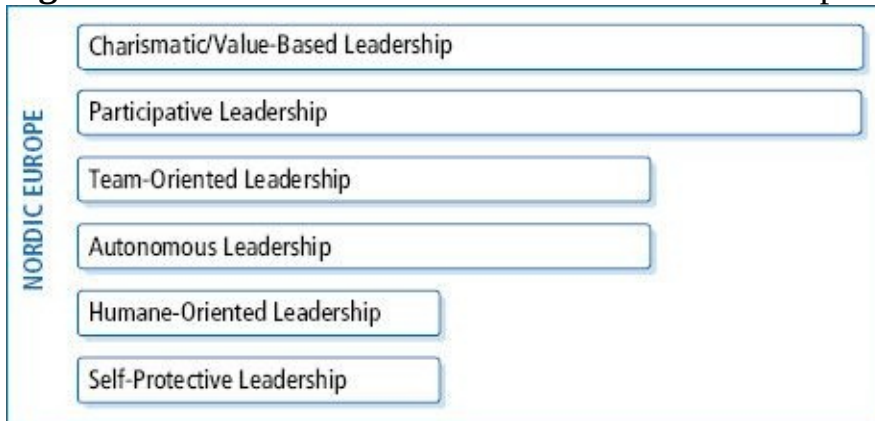 NORDIC EUROPE
Charismatic/Value-Based Leadership
Participative Leadership
Team-Oriented Leadership
Autonomous Leadership
Humane-Oriented Leadership
Self-Protective Leadership